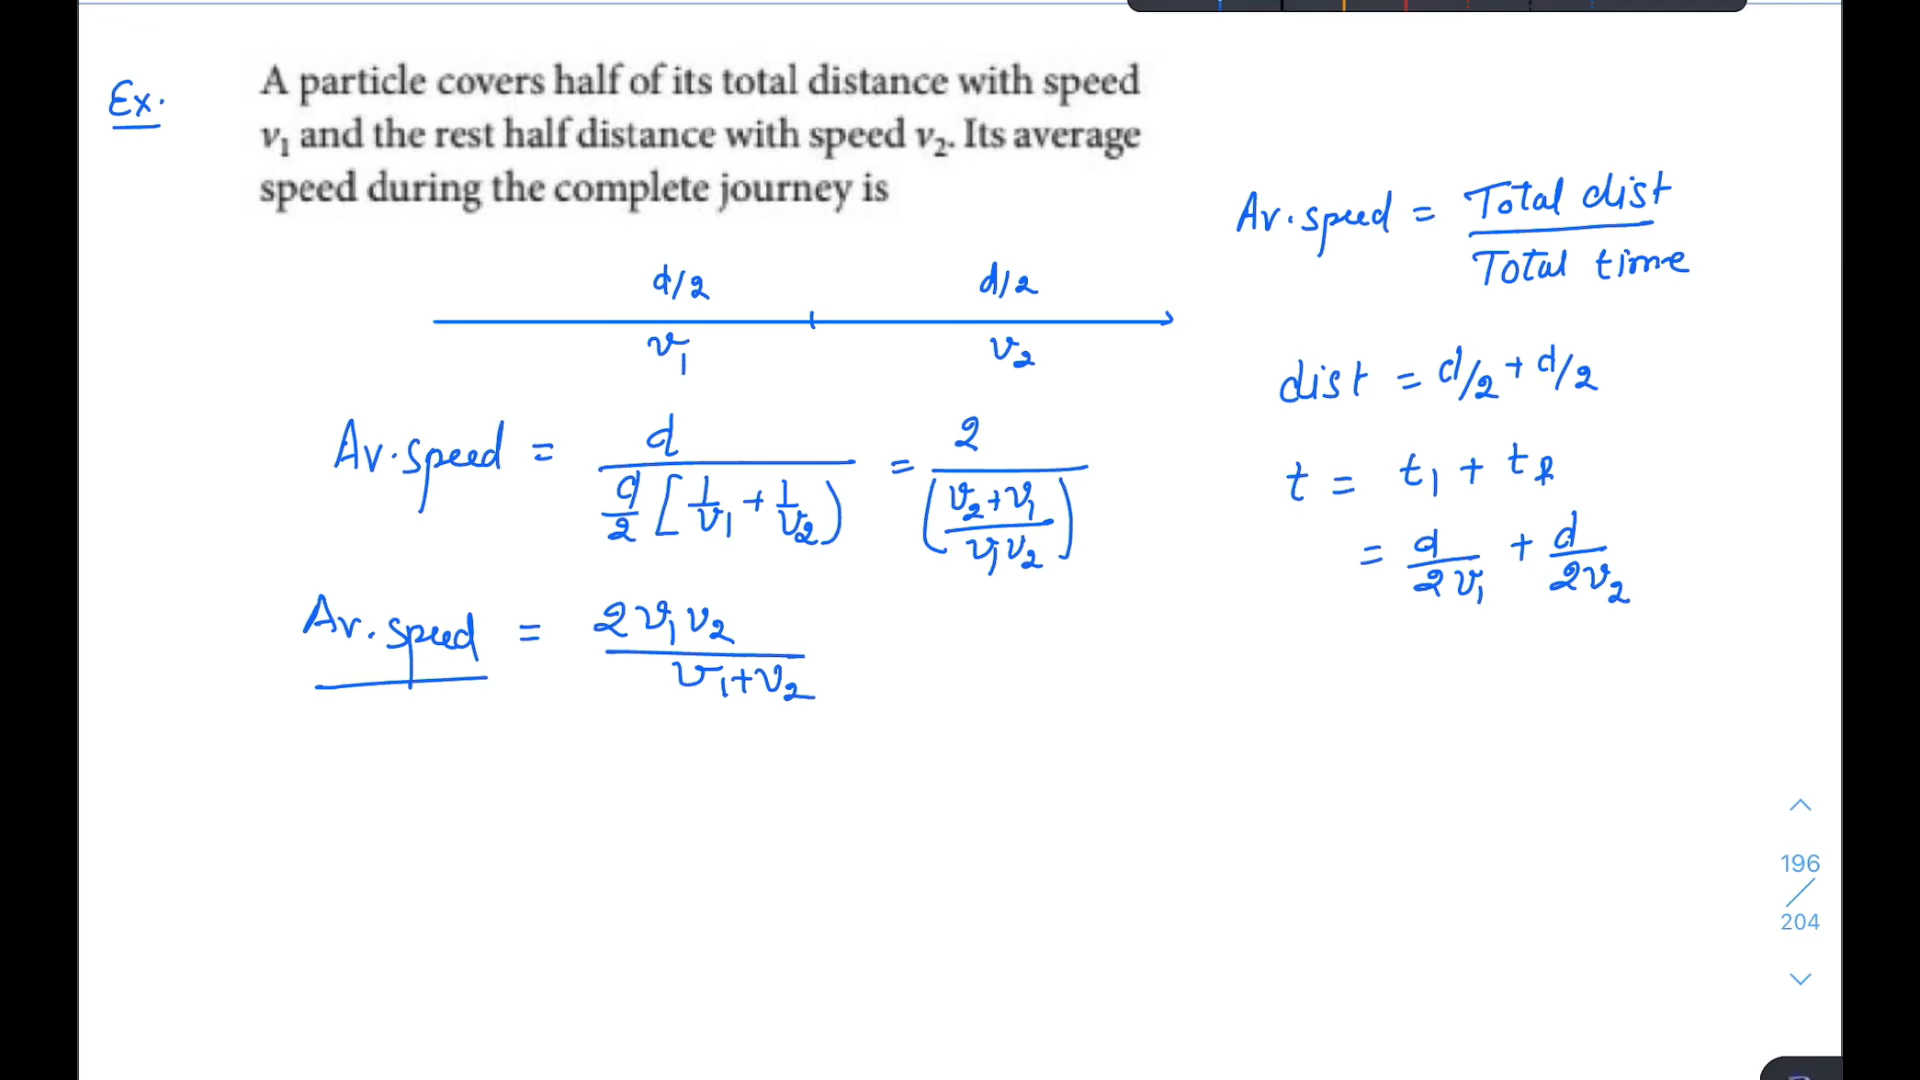 Ex.
A particle covers half of its total distance with speed
v₁ and the rest half distance with speed v₂. Its average
speed during the complete journey is
Av. speed = Total dist / Total time
d/2 d/2
v₁ v₂
dist = d/2 + d/2
Av. speed = d / (d/2 [1/v₁ + 1/v₂)) = 2 / ((v₂+v₁)/(v₁v₂))
t = t₁ + t₂
= d/2v₁ + d/2v₂
Av. speed = 2v₁v₂ / v₁+v₂
196
/
204